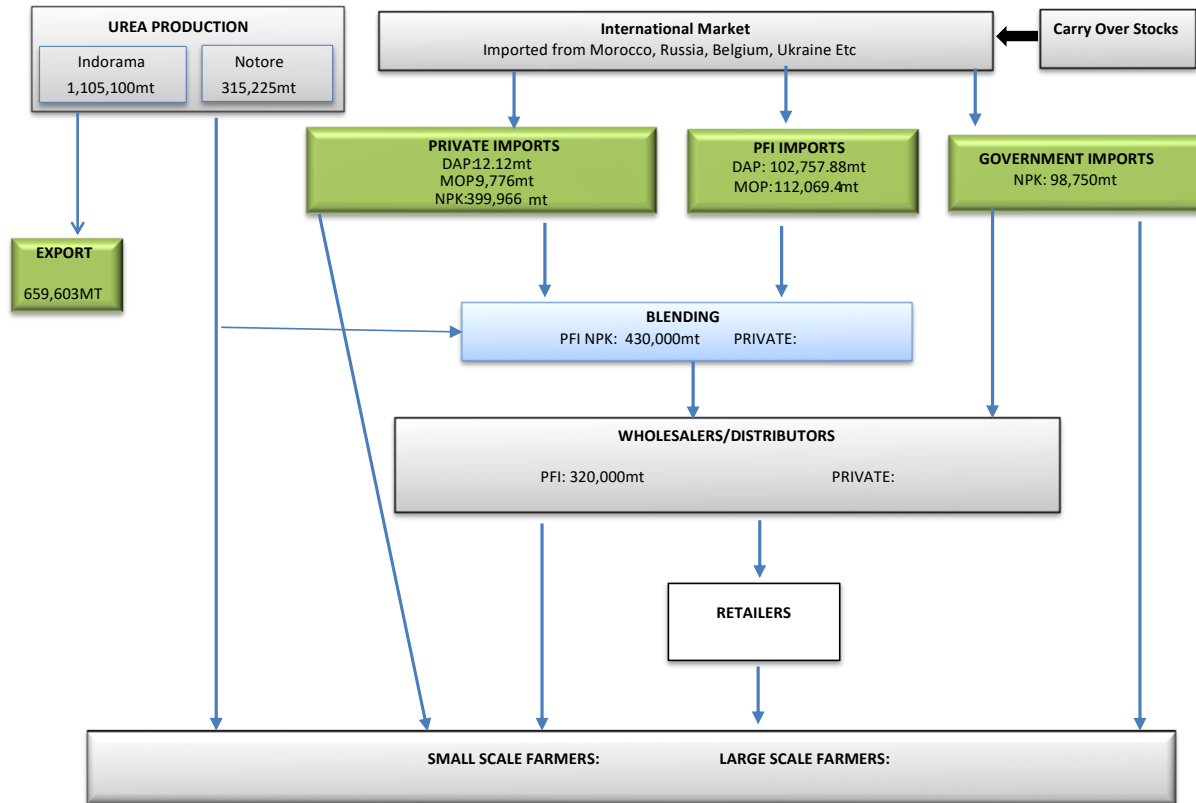 UREA PRODUCTION
Indorama
1,105,100mt
Notore
315,225mt
International Market
Imported from Morocco, Russia, Belgium, Ukraine Etc
Carry Over Stocks
PRIVATE IMPORTS
DAP:12.12mt
MOP:9,776mt
NPK:399,966 mt
PFI IMPORTS
DAP: 102,757.88mt
MOP:112,069.4mt
GOVERNMENT IMPORTS
NPK: 98,750mt
EXPORT
659,603MT
BLENDING
PFI NPK: 430,000mt PRIVATE:
WHOLESALERS/DISTRIBUTORS
PFI: 320,000mt PRIVATE:
RETAILERS
SMALL SCALE FARMERS: LARGE SCALE FARMERS: